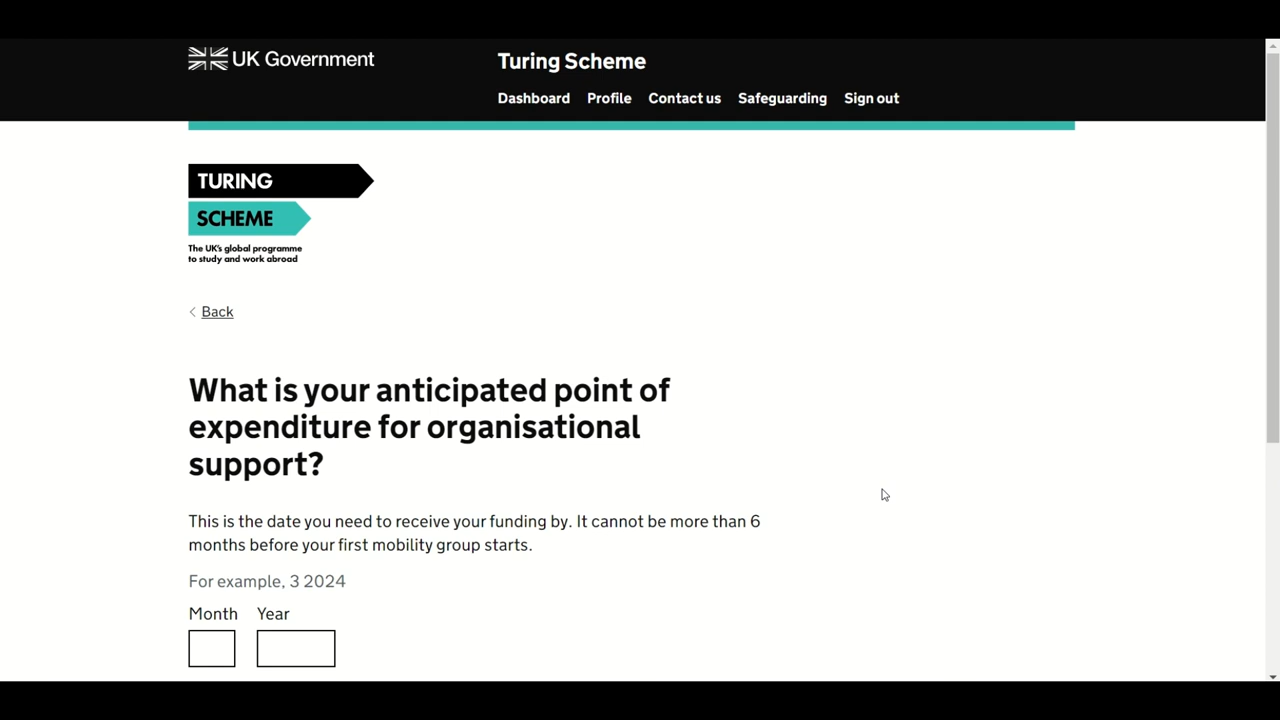 UK Government
Turing Scheme
Dashboard Profile Contact us Safeguarding Sign out
TURING
SCHEME
The UK's global programme
to study and work abroad
Back
What is your anticipated point of
expenditure for organisational
support?
This is the date you need to receive your funding by. It cannot be more than 6
months before your first mobility group starts.
For example, 3 2024
Month Year